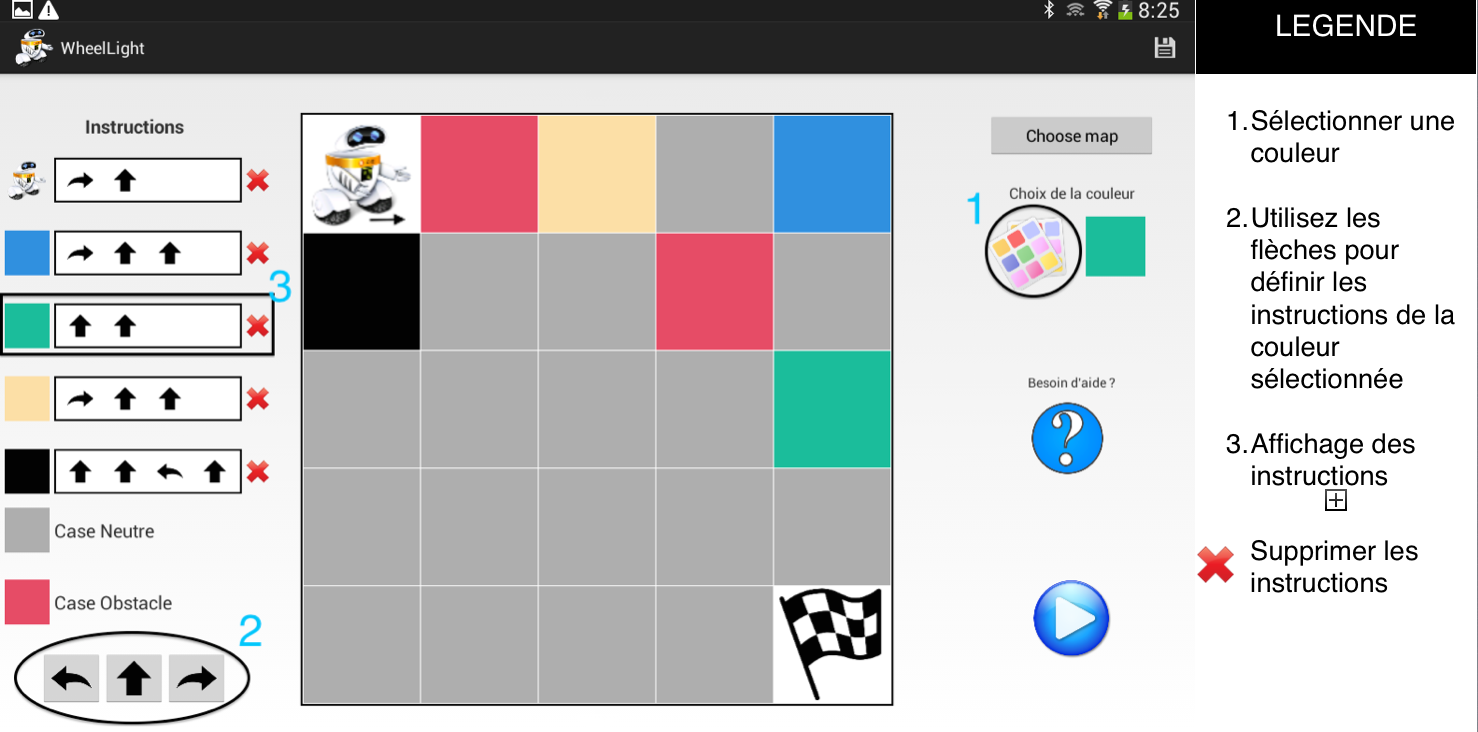 8:25
WheelLight
LEGENDE
Instructions
Choose map
Choix de la couleur
1
3
Besoin d'aide ?
Case Neutre
Case Obstacle
2
1.Sélectionner une
couleur
2.Utilisez les
flèches pour
définir les
instructions de la
couleur
sélectionnée
3.Affichage des
instructions
Supprimer les
instructions